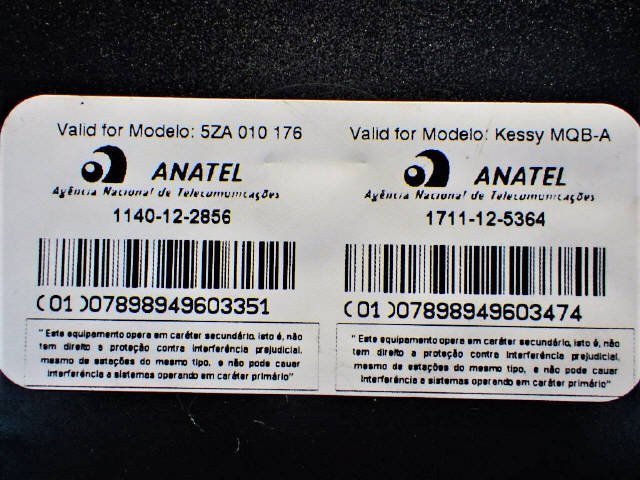 Valid for Modelo: 5ZA 010 176
ANATEL
Agência Nacional de Telecomunicações
1140-12-2856
(01)07898949603351
"Este equipamento opera em caráter secundário, isto é, não
tem direito a proteção contra interferência prejudicial,
mesmo de estações do mesmo tipo, e não pode cauar
interferência a sistemas operando em caráter primário"
Valid for Modelo: Kessy MQB-A
ANATEL
Agência Nacional de Telecomunicações
1711-12-5364
(01)07898949603474
"Este equipamento opera em caráter secundário, isto é, não
tem direito a proteção contra interferência prejudicial,
mesmo de estações do mesmo tipo, e não pode cauar
interferência a sistemas operando em caráter primário"